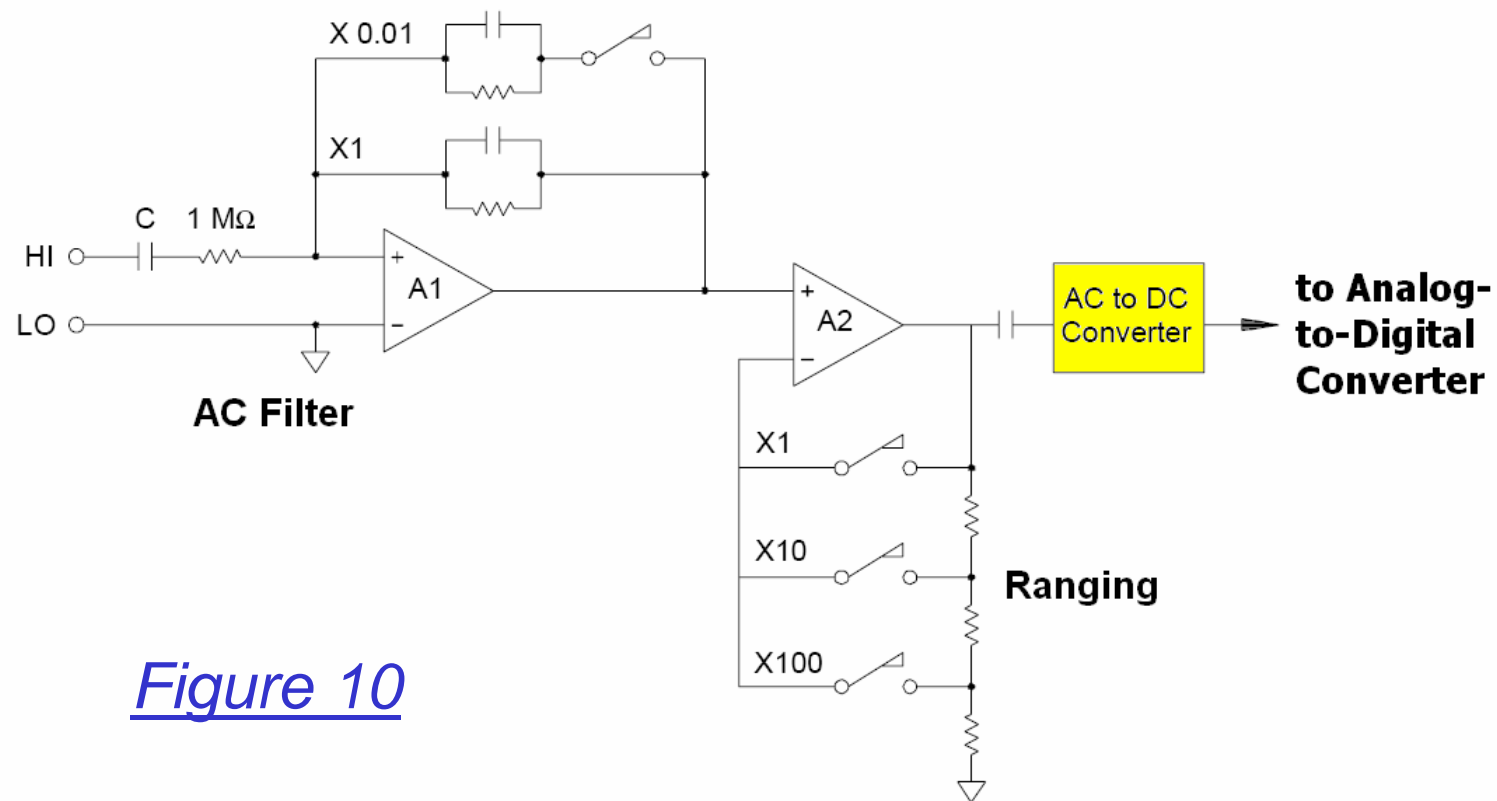 X 0.01
X1
C
1 MΩ
HI
+
A1
−
LO
AC Filter
+
A2
−
AC to DC
Converter
to Analog-
to-Digital
Converter
X1
X10
Ranging
X100
Figure 10